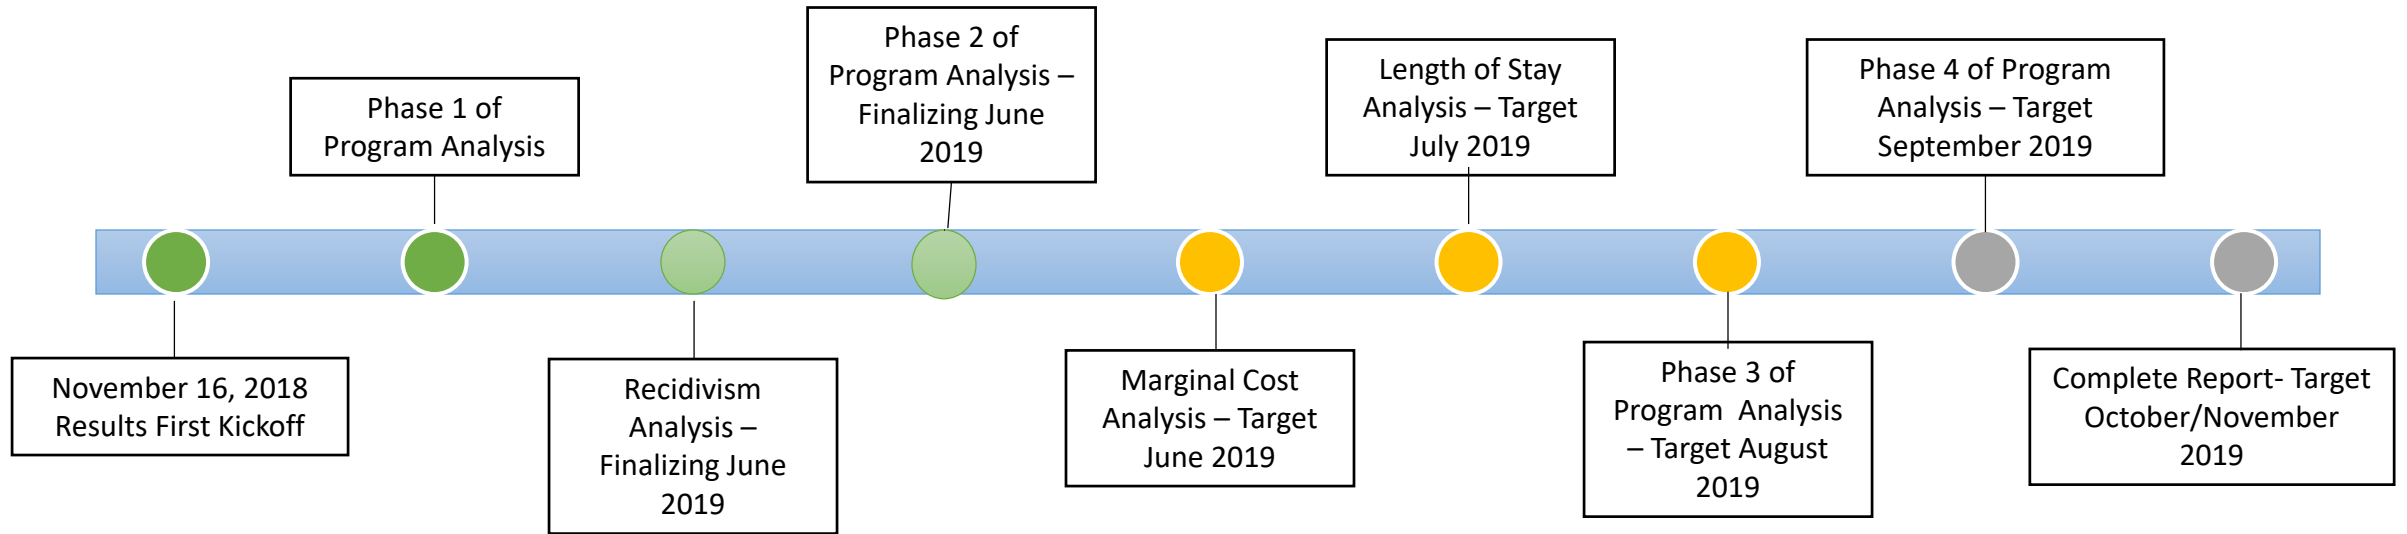 November 16, 2018
Results First Kickoff
Phase 1 of
Program Analysis
Recidivism
Analysis –
Finalizing June
2019
Phase 2 of
Program Analysis –
Finalizing June
2019
Marginal Cost
Analysis – Target
June 2019
Length of Stay
Analysis – Target
July 2019
Phase 3 of
Program  Analysis
– Target August
2019
Phase 4 of Program
Analysis – Target
September 2019
Complete Report- Target
October/November
2019